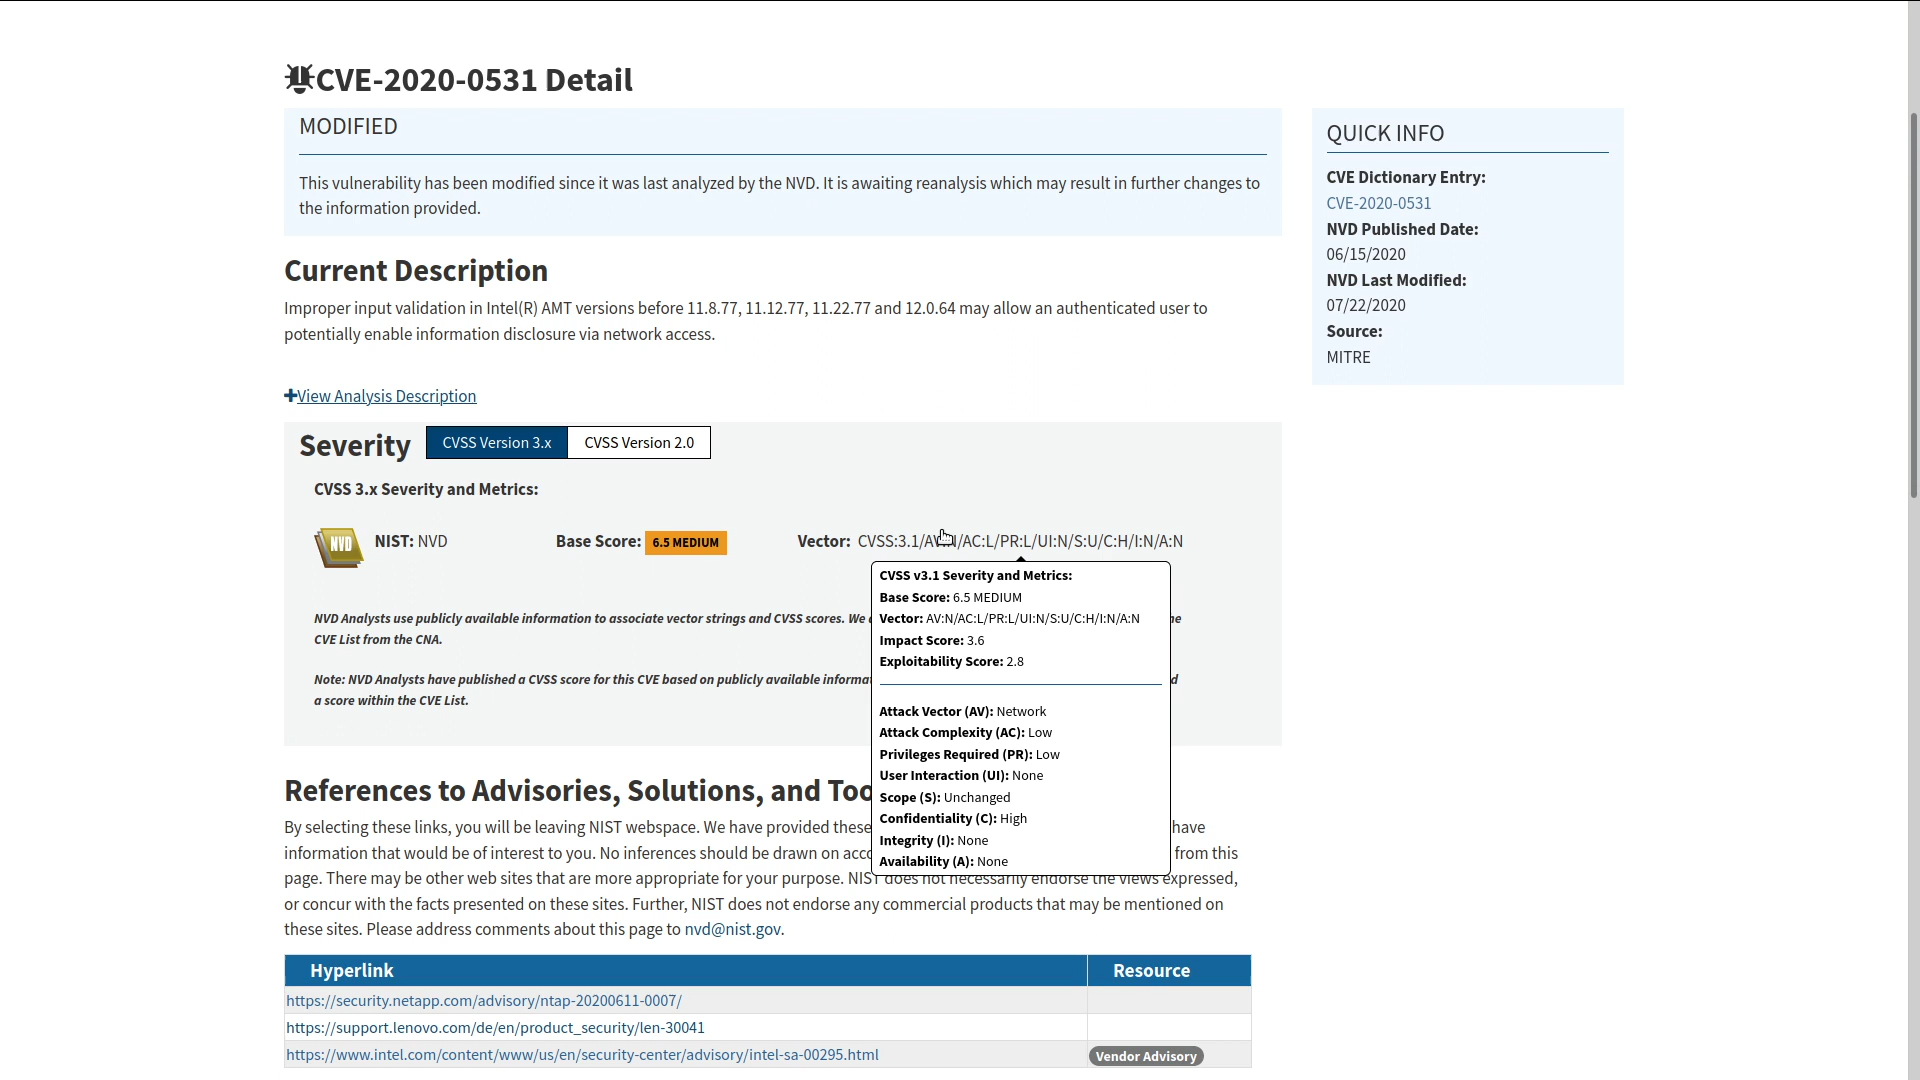 CVE-2020-0531 Detail
MODIFIED
This vulnerability has been modified since it was last analyzed by the NVD. It is awaiting reanalysis which may result in further changes to
the information provided.
QUICK INFO
CVE Dictionary Entry:
CVE-2020-0531
NVD Published Date:
06/15/2020
NVD Last Modified:
07/22/2020
Source:
MITRE
Current Description
Improper input validation in Intel(R) AMT versions before 11.8.77, 11.12.77, 11.22.77 and 12.0.64 may allow an authenticated user to
potentially enable information disclosure via network access.
View Analysis Description
Severity
CVSS Version 3.x
CVSS Version 2.0
CVSS 3.x Severity and Metrics:
NVD
NIST: NVD
Base Score: 6.5 MEDIUM
Vector: CVSS:3.1/AV:N/AC:L/PR:L/UI:N/S:U/C:H/I:N/A:N
CVSS v3.1 Severity and Metrics:
Base Score: 6.5 MEDIUM
Vector: AV:N/AC:L/PR:L/UI:N/S:U/C:H/I:N/A:N
Impact Score: 3.6
Exploitability Score: 2.8
Attack Vector (AV): Network
Attack Complexity (AC): Low
Privileges Required (PR): Low
User Interaction (UI): None
Scope (S): Unchanged
Confidentiality (C): High
Integrity (I): None
Availability (A): None
NVD Analysts use publicly available information to associate vector strings and CVSS scores. We
CVE List from the CNA.
Note: NVD Analysts have published a CVSS score for this CVE based on publicly available
a score within the CVE List.
References to Advisories, Solutions, and
By selecting these links, you will be leaving NIST webspace. We have provided these have
information that would be of interest to you. No inferences should be drawn on from this
page. There may be other web sites that are more appropriate for your purpose. NIST does not necessarily endorse the views expressed,
or concur with the facts presented on these sites. Further, NIST does not endorse any commercial products that may be mentioned on
these sites. Please address comments about this page to nvd@nist.gov.
Hyperlink Resource
https://security.netapp.com/advisory/ntap-20200611-0007/
https://support.lenovo.com/de/en/product_security/len-30041
https://www.intel.com/content/www/us/en/security-center/advisory/intel-sa-00295.html Vendor Advisory